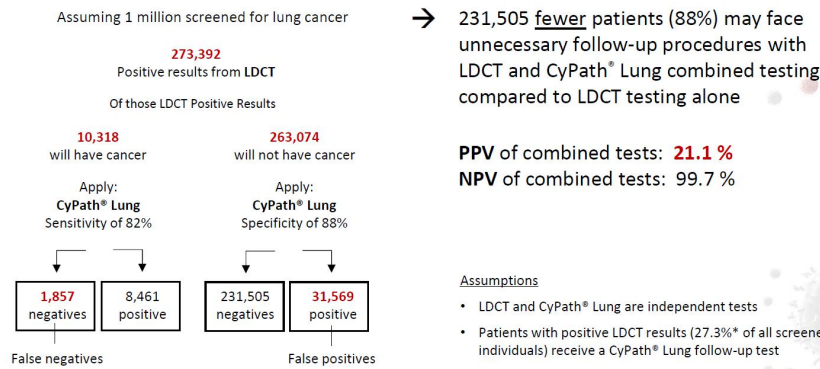 Assuming 1 million screened for lung cancer
273,392
Positive results from LDCT
Of those LDCT Positive Results
10,318
will have cancer
263,074
will not have cancer
Apply:
CyPath® Lung
Sensitivity of 82%
Apply:
CyPath® Lung
Specificity of 88%
1,857
negatives
8,461
positive
231,505
negatives
31,569
positive
False negatives
False positives
→ 231,505 fewer patients (88%) may face
unnecessary follow-up procedures with
LDCT and CyPath® Lung combined testing
compared to LDCT testing alone
PPV of combined tests: 21.1 %
NPV of combined tests: 99.7 %
Assumptions
• LDCT and CyPath® Lung are independent tests
• Patients with positive LDCT results (27.3%* of all screene
individuals) receive a CyPath® Lung follow-up test